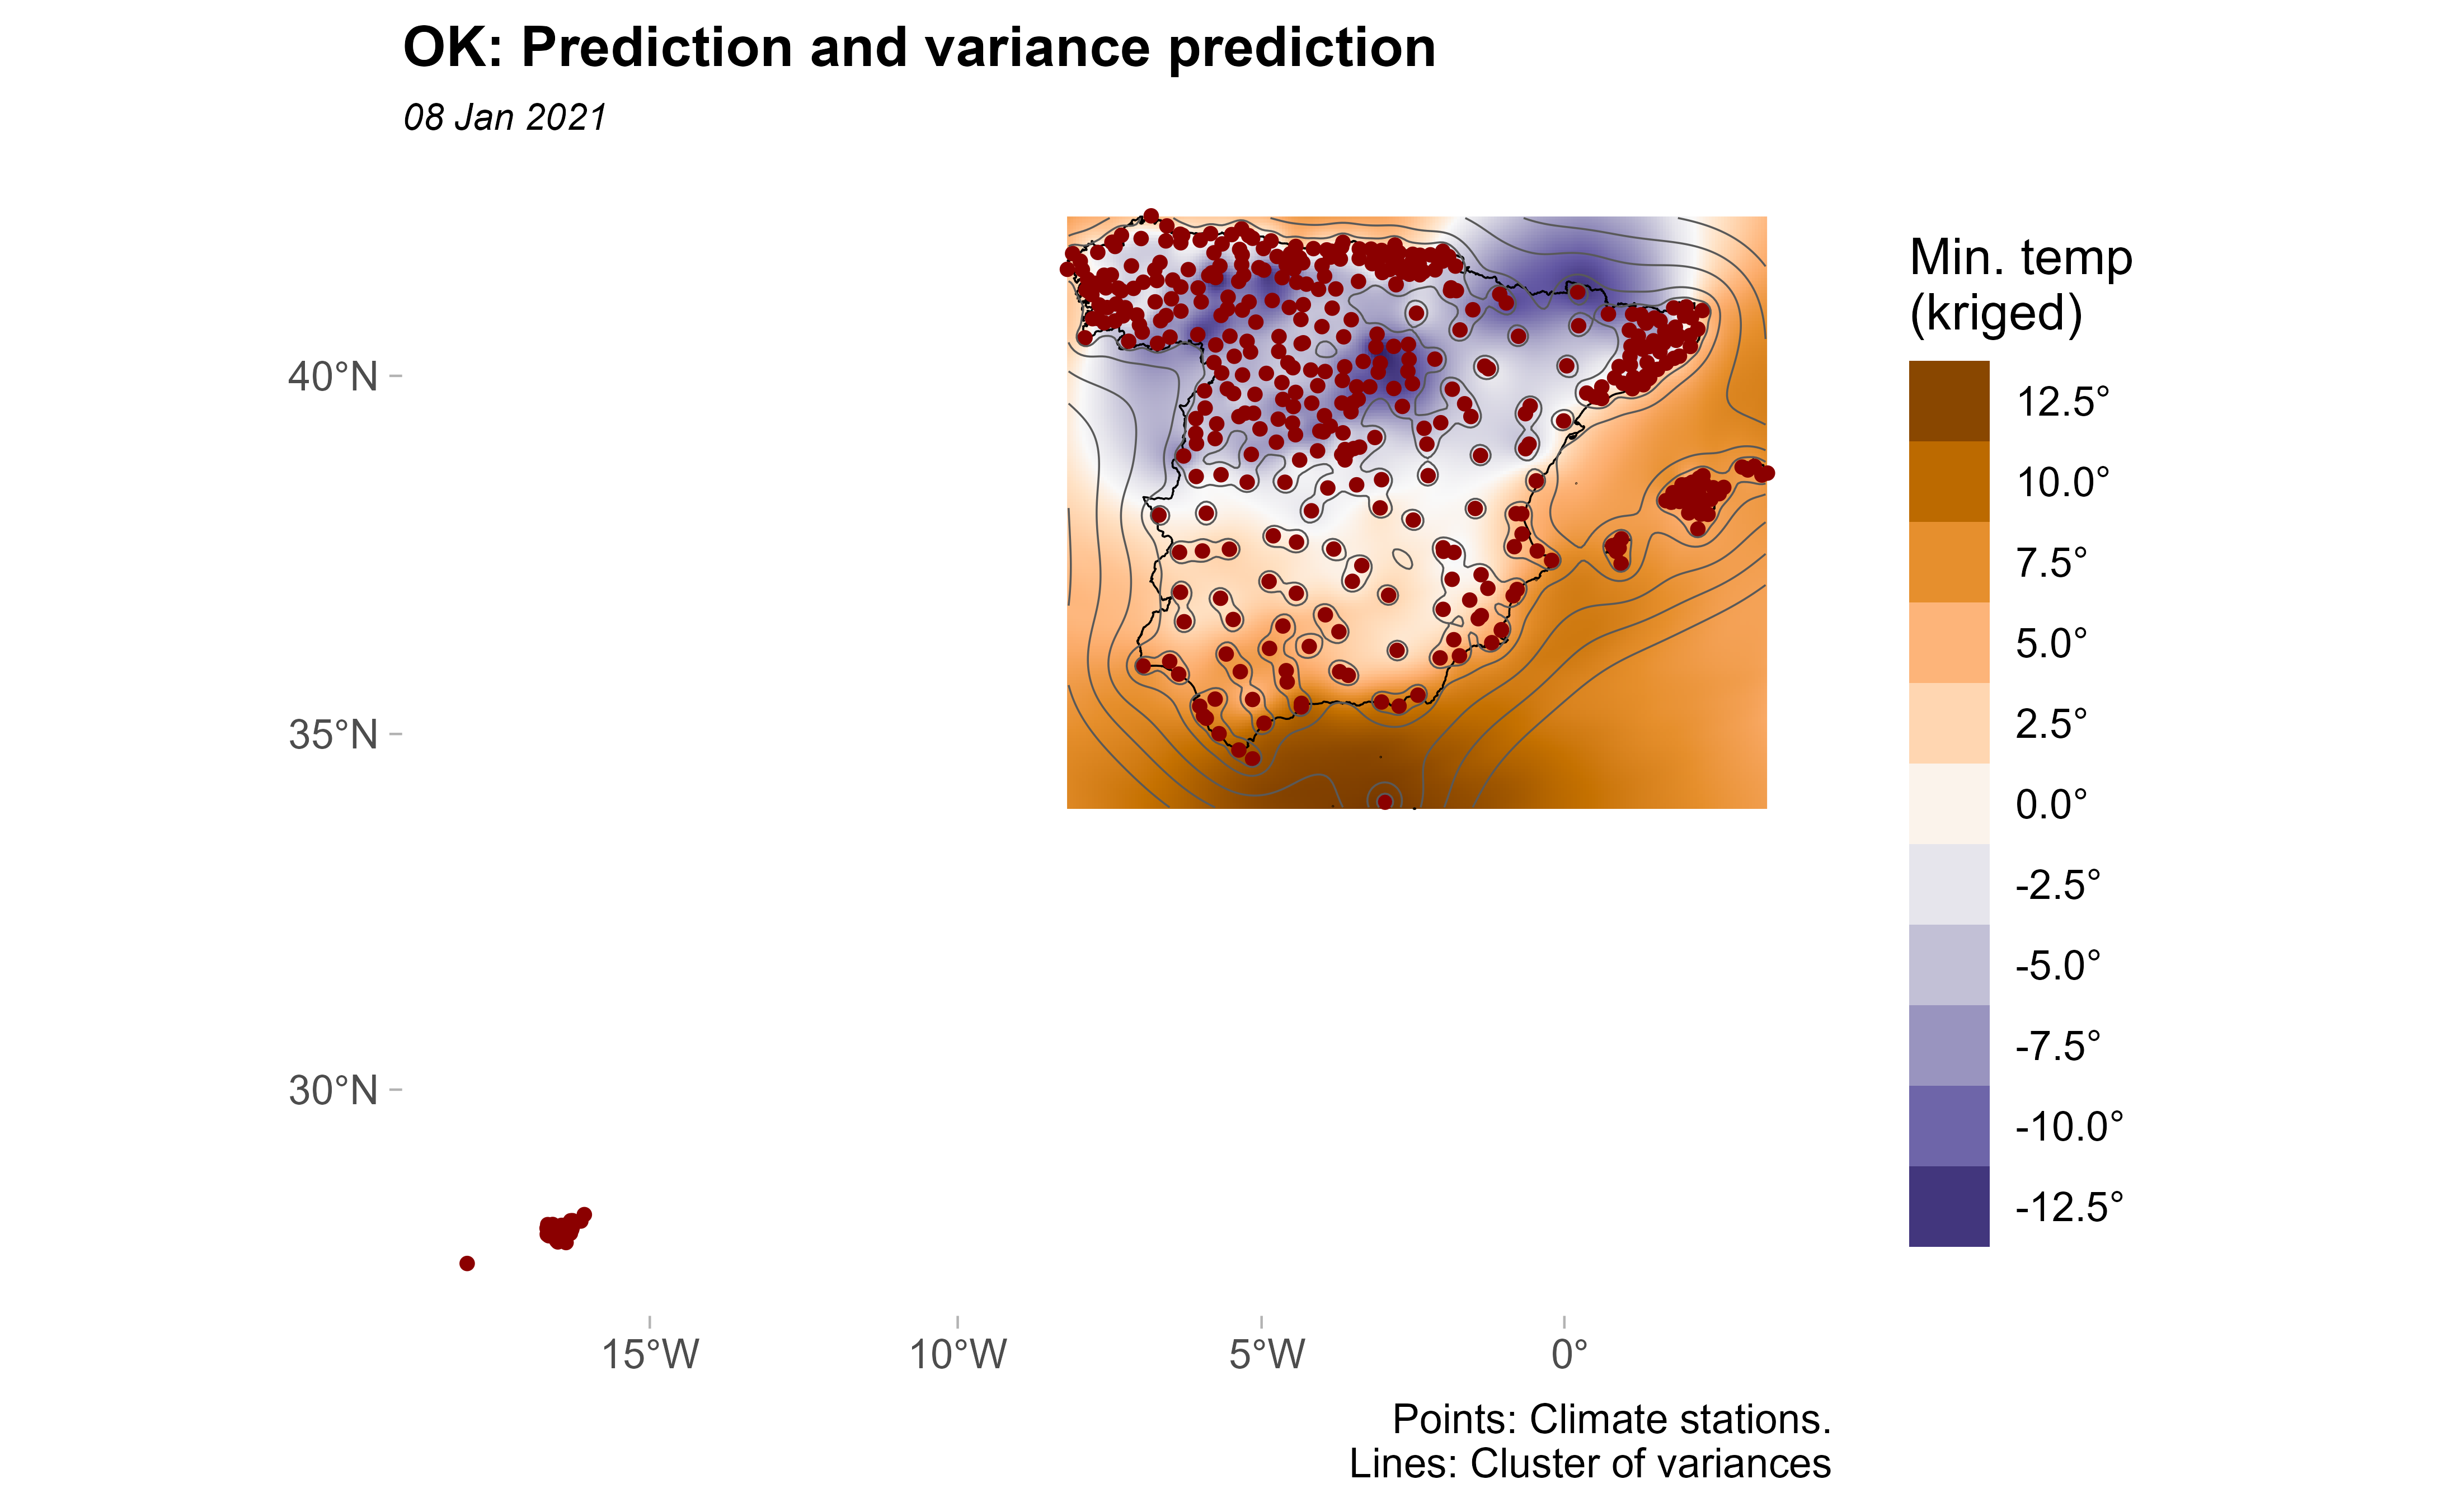 OK: Prediction and variance prediction
08 Jan 2021
40°N
35°N
30°N
15°W
10°W
5°W
0°
Min. temp
(kriged)
12.5°
10.0°
7.5°
5.0°
2.5°
0.0°
-2.5°
-5.0°
-7.5°
-10.0°
-12.5°
Points: Climate stations.
Lines: Cluster of variances